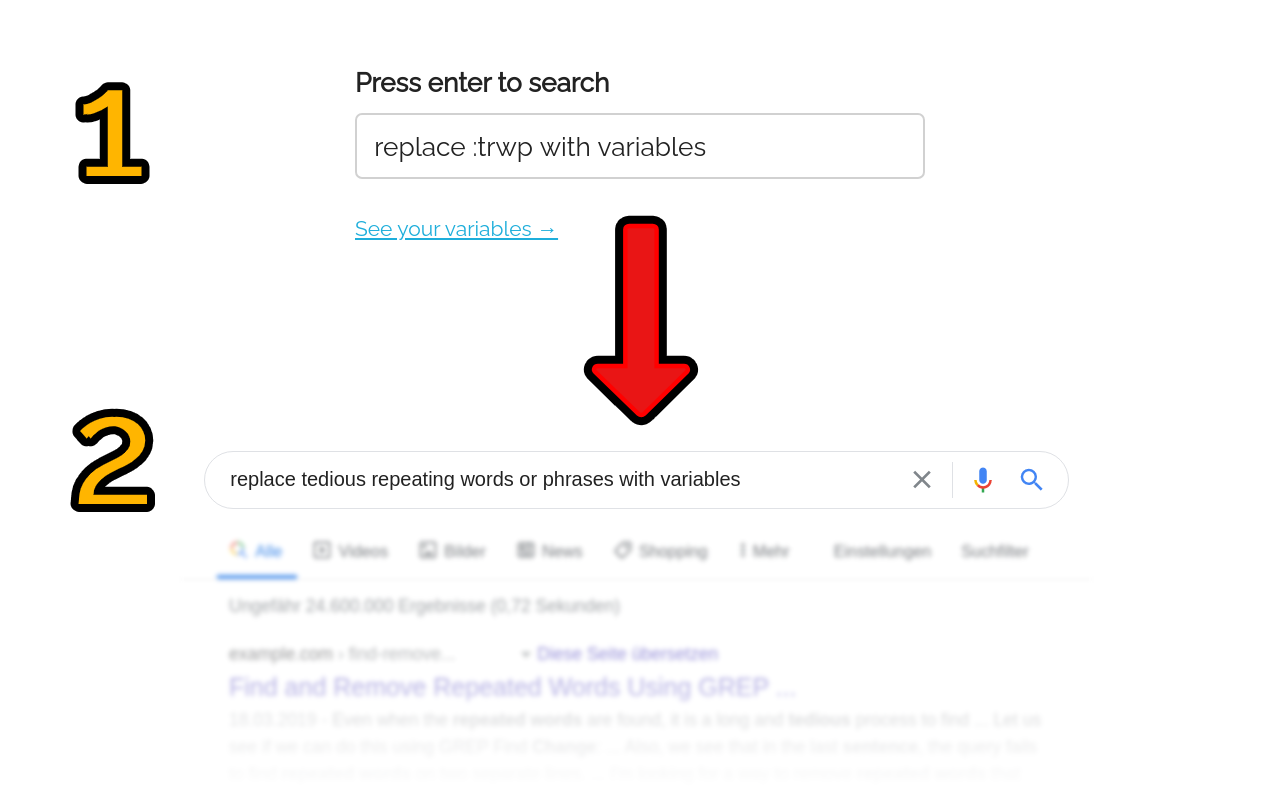 1
Press enter to search
replace :trwp with variables
See your variables →
2
replace tedious repeating words or phrases with variables
Alle Videos Bilder News Shopping Mehr Einstellungen Suchfilter
Ungefähr 24.600.000 Ergebnisse (0,72 Sekunden)
example.com › find-remove... Diese Seite übersetzen
Find and Remove Repeated Words Using GREP ...
19.03.2019 - Even when the repeated words are found, it is a long and tedious process to find ... Let us
see if we can do this using GREP Find Change. ... Also, we see that in the last sentence, the query fails